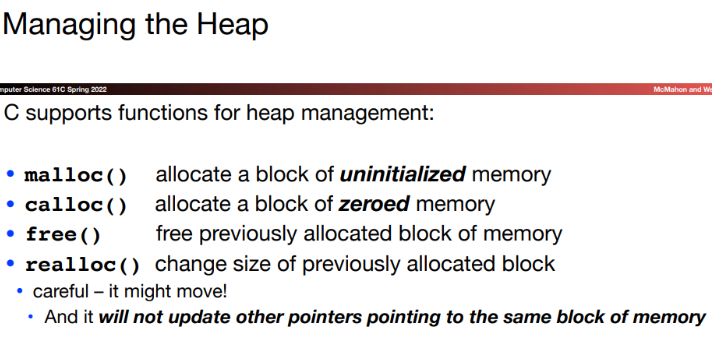 Managing the Heap
mputer Science 61C Spring 2022 McMahon and We
C supports functions for heap management:
• malloc() allocate a block of uninitialized memory
• calloc() allocate a block of zeroed memory
• free() free previously allocated block of memory
• realloc() change size of previously allocated block
• careful – it might move!
• And it will not update other pointers pointing to the same block of memory